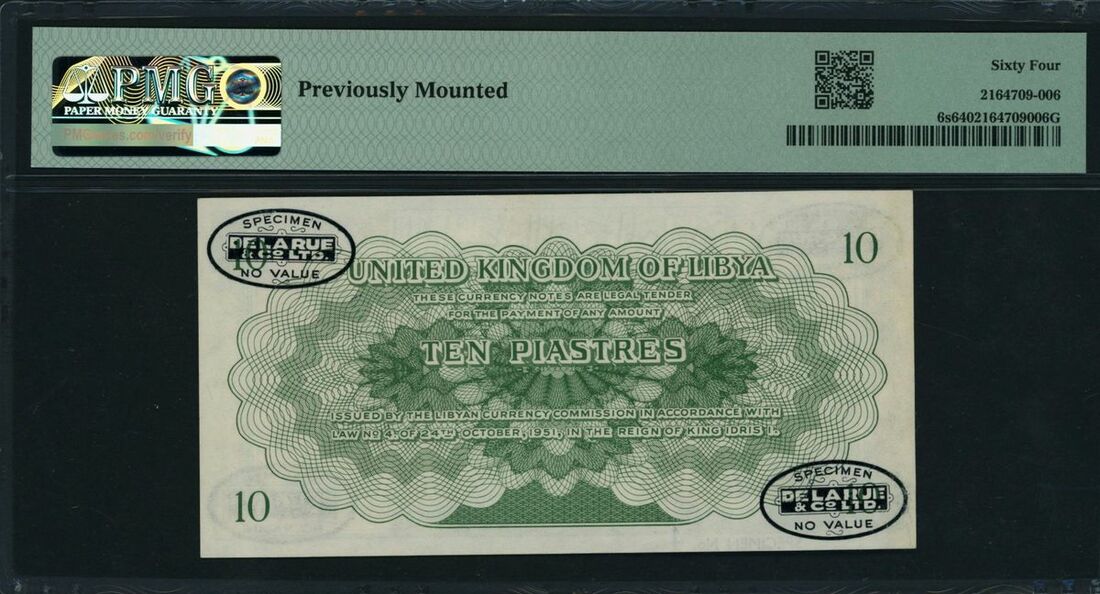 PMG
PAPER MONEY GUARANTY
Previously Mounted
Sixty Four
2164709-006
6s6402164709006G
SPECIMEN
DE LA RUE
& CO LTD.
NO VALUE
10
10
UNITED KINGDOM OF LIBYA
THESE CURRENCY NOTES ARE LEGAL TENDER
FOR THE PAYMENT OF ANY AMOUNT
TEN PIASTRES
ISSUED BY THE LIBYAN CURRENCY COMMISSION IN ACCORDANCE WITH
LAW Nº 4, OF 24TH OCTOBER, 1951, IN THE REIGN OF KING IDRIS I.
10
10
SPECIMEN
DE LA RUE
& CO LTD.
NO VALUE